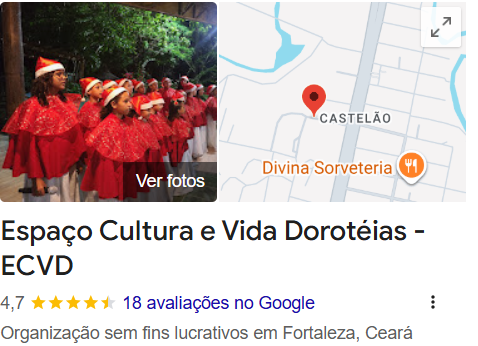 Ver fotos
CASTELÃO
Divina Sorveteria
Espaço Cultura e Vida Dorotéias -
ECVD
4,7 18 avaliações no Google
Organização sem fins lucrativos em Fortaleza, Ceará